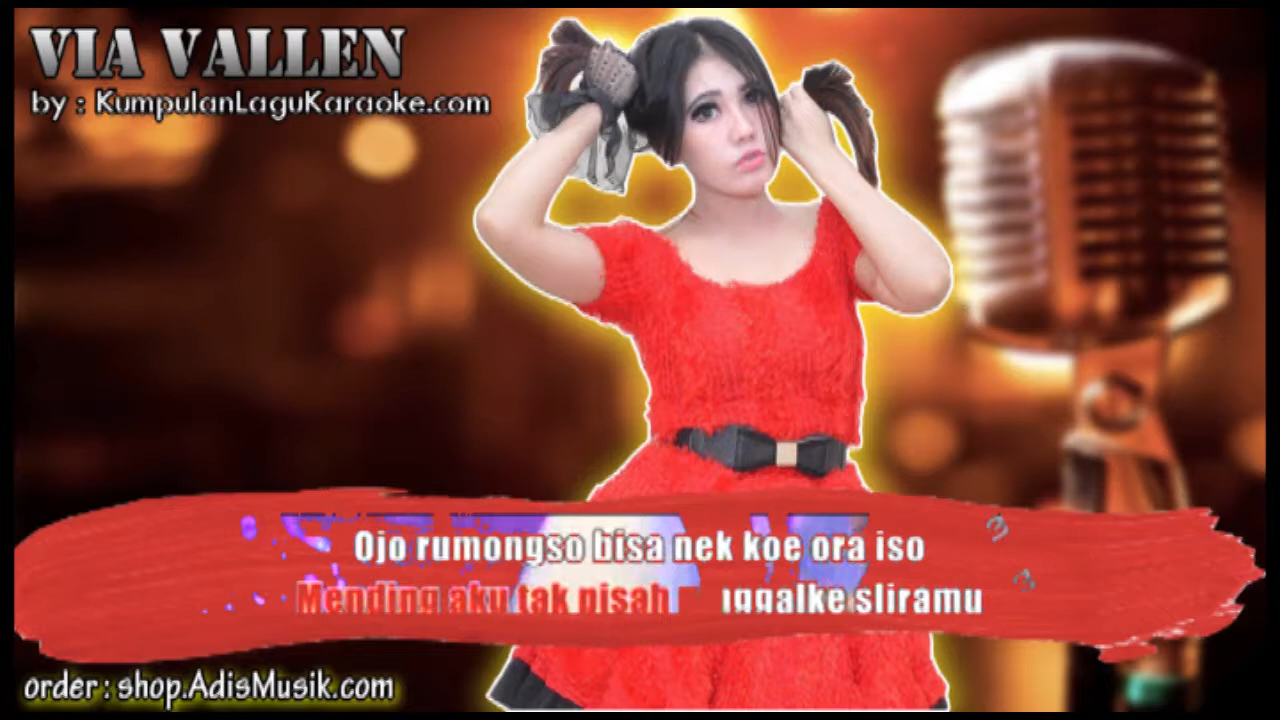 VIA VALLEN
by : KumpulanLaguKaraoke.com
Ojo rumongso bisa nek koe ora iso
Mending aku tak pisah sliramu
order : shop.AdisMusik.com